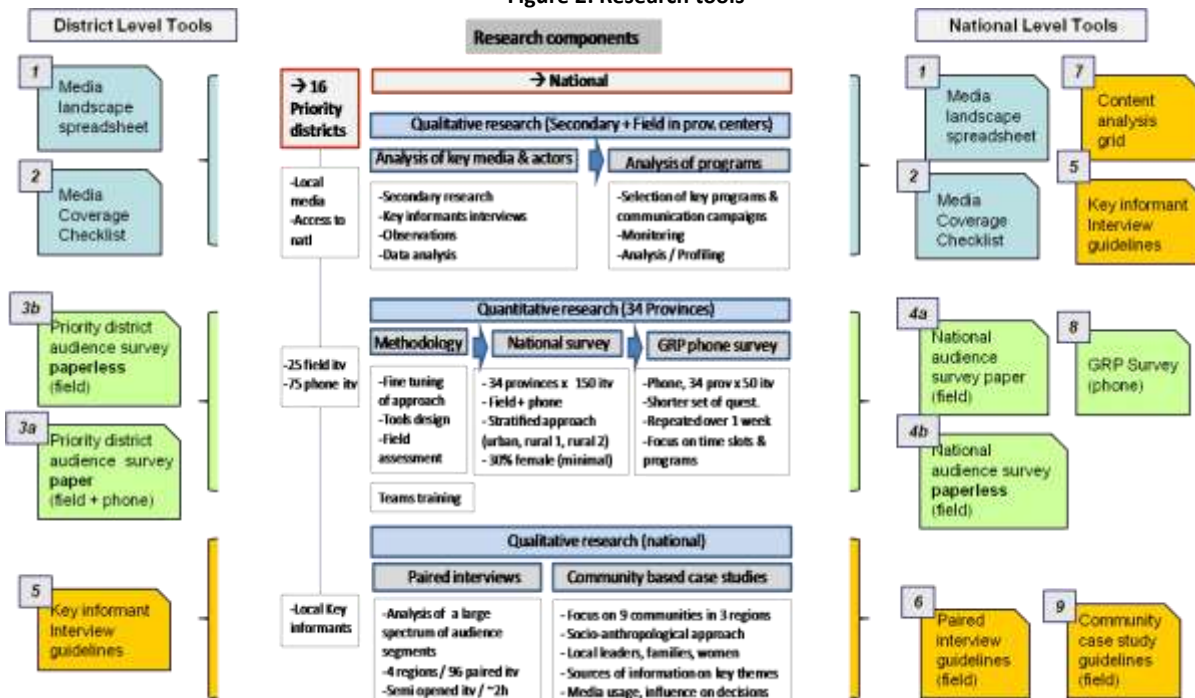 Figure 2: Research tools
District Level Tools
Research components
National Level Tools
1
Media
landscape
spreadsheet
2
Media
Coverage
Checklist
3b
Priority district
audience survey
paperless
(field)
3a
Priority district
audience survey
paper
(field + phone)
5
Key informant
Interview
guidelines
→ 16
Priority
districts
-Local
media
-Access to
natl
-25 field itv
-75 phone itv
-Local Key
informants
→ National
Qualitative research (Secondary + Field in prov. centers)
Analysis of key media & actors
-Secondary research
-Key informants interviews
-Observations
-Data analysis
Analysis of programs
-Selection of key programs &
communication campaigns
-Monitoring
-Analysis / Profiling
Quantitative research (34 Provinces)
Methodology
-Fine tuning
of approach
-Tools design
-Field
assessment
Teams training
National survey
- 34 provinces x 150 itv
- Field + phone
- Stratified approach
(urban, rural 1, rural 2)
- 30% female (minimal)
GRP phone survey
-Phone, 34 prov x 50 itv
-Shorter set of quest.
-Repeated over 1 week
-Focus on time slots &
programs
Qualitative research (national)
Paired interviews
-Analysis of a large
spectrum of audience
segments
-4 regions / 96 paired itv
-Semi opened itv / ~2h
Community based case studies
- Focus on 9 communities in 3 regions
- Socio-anthropological approach
- Local leaders, families, women
- Sources of information on key themes
- Media usage, influence on decisions
1
Media
landscape
spreadsheet
7
Content
analysis
grid
2
Media
Coverage
Checklist
5
Key informant
Interview
guidelines
4a
National
audience
survey paper
(field)
8
GRP Survey
(phone)
4b
National
audience survey
paperless
(field)
6
Paired
interview
guidelines
(field)
9
Community
case study
guidelines
(field)